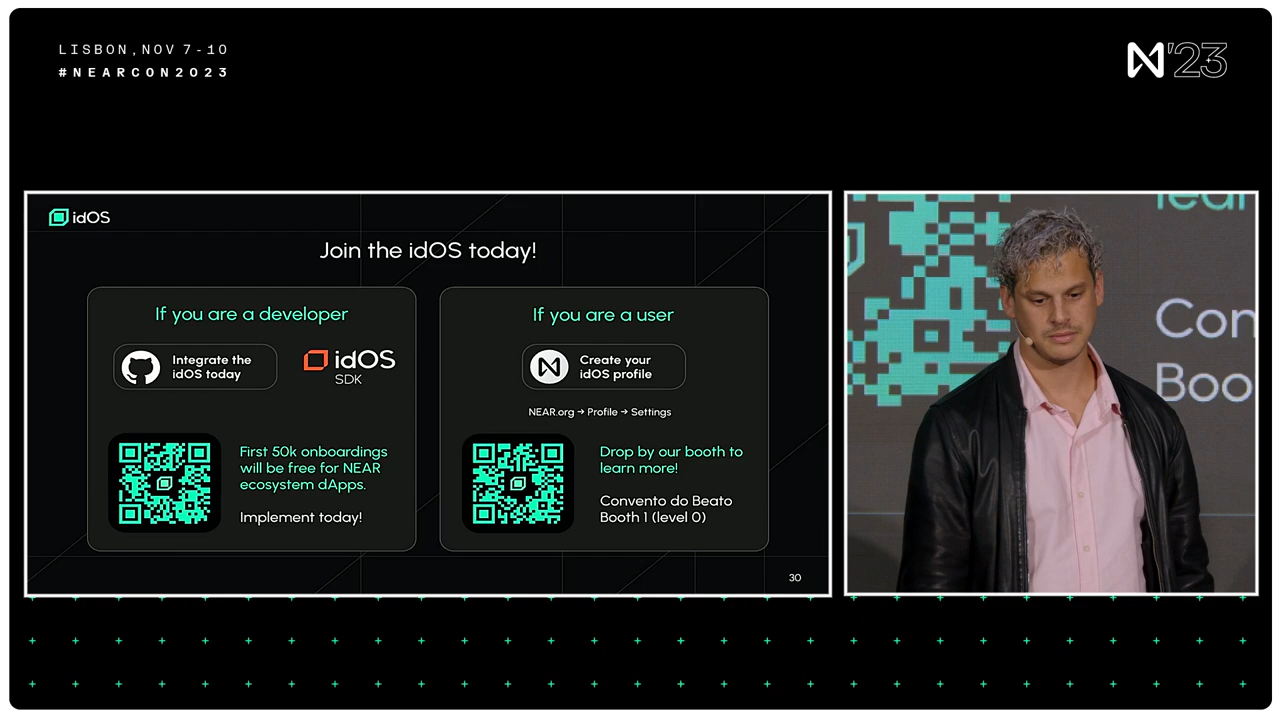 LISBON, NOV 7-10
#NEARCON2023
'23
idOS
Join the idOS today!
If you are a developer
Integrate the
idOS today
idOS
SDK
First 50k onboardings
will be free for NEAR
ecosystem dApps.
Implement today!
If you are a user
Create your
idOS profile
NEAR.org → Profile → Settings
Drop by our booth to
learn more!
Convento do Beato
Booth 1 (level 0)
30